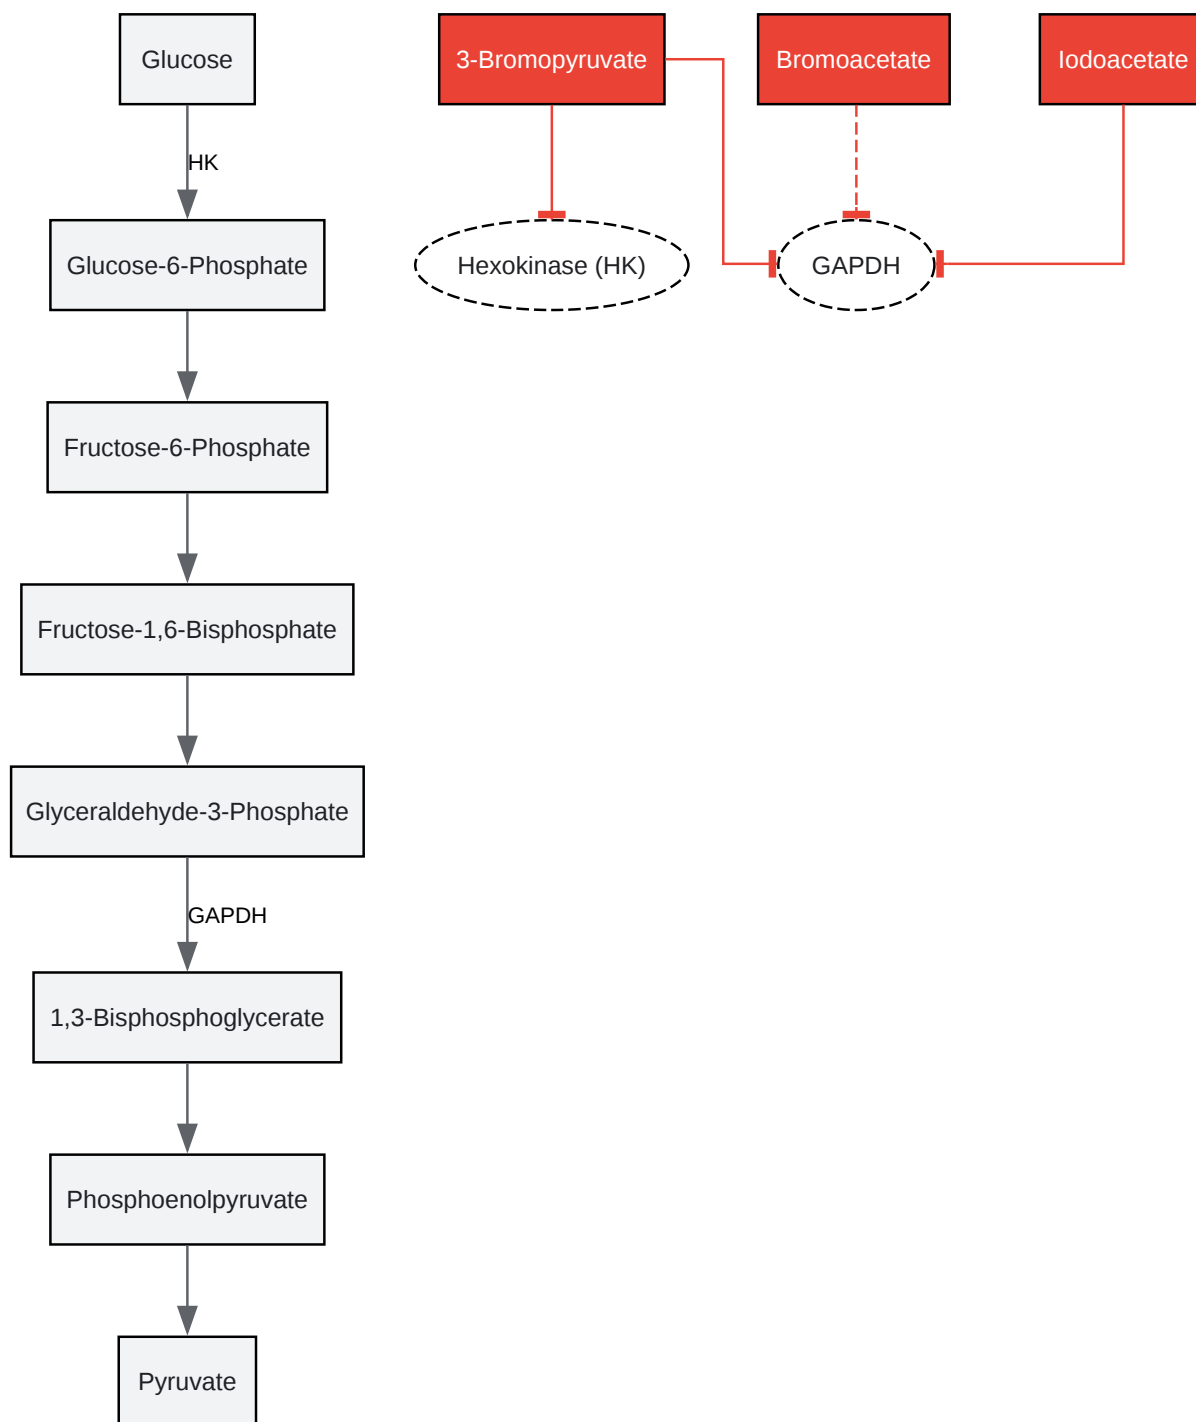 Glucose
3-Bromopyruvate
Bromoacetate
Iodoacetate
HK
Glucose-6-Phosphate
Hexokinase (HK)
GAPDH
Fructose-6-Phosphate
Fructose-1,6-Bisphosphate
Glyceraldehyde-3-Phosphate
GAPDH
1,3-Bisphosphoglycerate
Phosphoenolpyruvate
Pyruvate